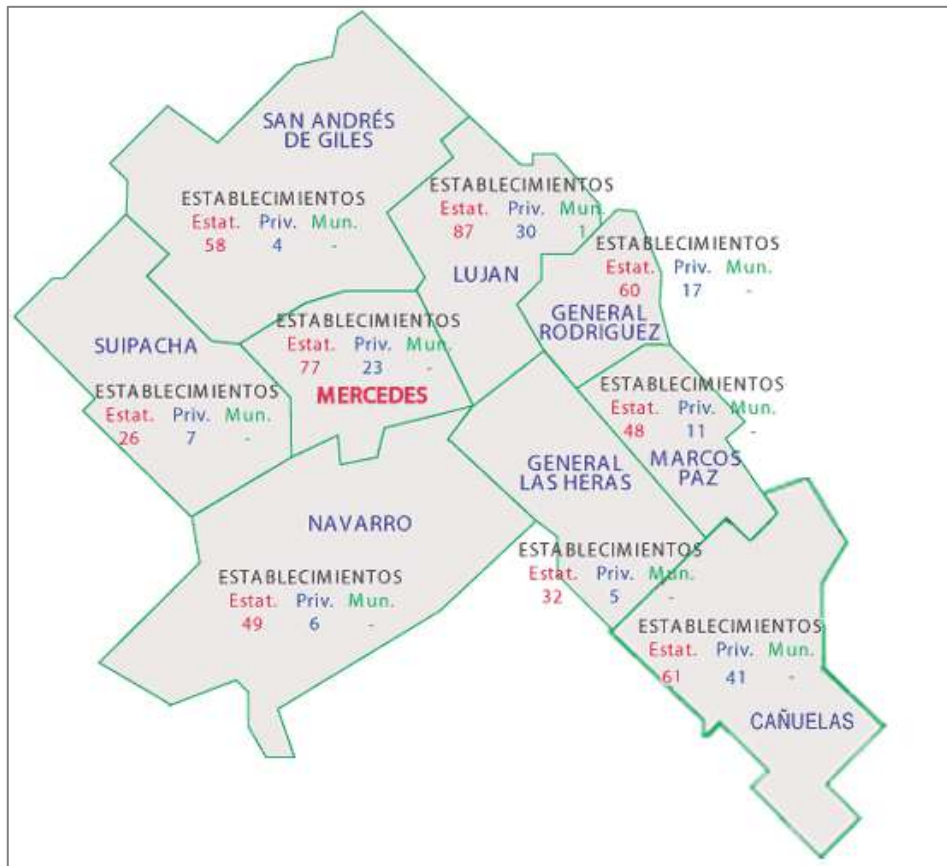 SAN ANDRÉS
DE GILES
ESTABLECIMIENTOS
Estat. Priv. Mun.
58 4 -
ESTABLECIMIENTOS
Estat. Priv. Mun.
87 30 1
LUJAN
ESTABLECIMIENTOS
Estat. Priv. Mun.
60 17 -
GENERAL
RODRIGUEZ
SUIPACHA
ESTABLECIMIENTOS
Estat. Priv. Mun.
26 7 -
ESTABLECIMIENTOS
Estat. Priv. Mun.
77 23 -
MERCEDES
ESTABLECIMIENTOS
Estat. Priv. Mun.
48 11 -
MARCOS
PAZ
GENERAL
LAS HERAS
ESTABLECIMIENTOS
Estat. Priv. Mun.
32 5 -
NAVARRO
ESTABLECIMIENTOS
Estat. Priv. Mun.
49 6 -
ESTABLECIMIENTOS
Estat. Priv. Mun.
61 41 -
CAÑUELAS